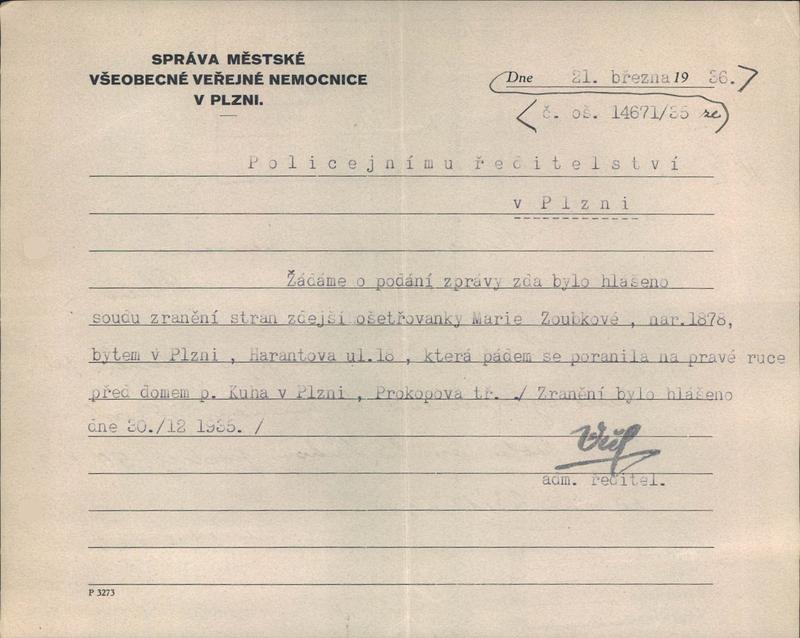 SPRÁVA MĚSTSKÉ
VŠEOBECNÉ VEŘEJNÉ NEMOCNICE
V PLZNI.
Dne 21. března 19 36.
č. oš. 14671/35
Policejnímu ředitelství
v Plzni
Žádáme o podání zprávy zda bylo hlášeno
soudu zranění stran zdejší ošetřovanky Marie Zoubkové , nar.1878,
bytem v Plzni , Harantova ul.18 , která pádem se poranila na pravé ruce
před domem p. Kuha v Plzni , Prokopova tř. ./ Zranění bylo hlášeno
dne 30./12 1935. /
adm. ředitel.
P 3273